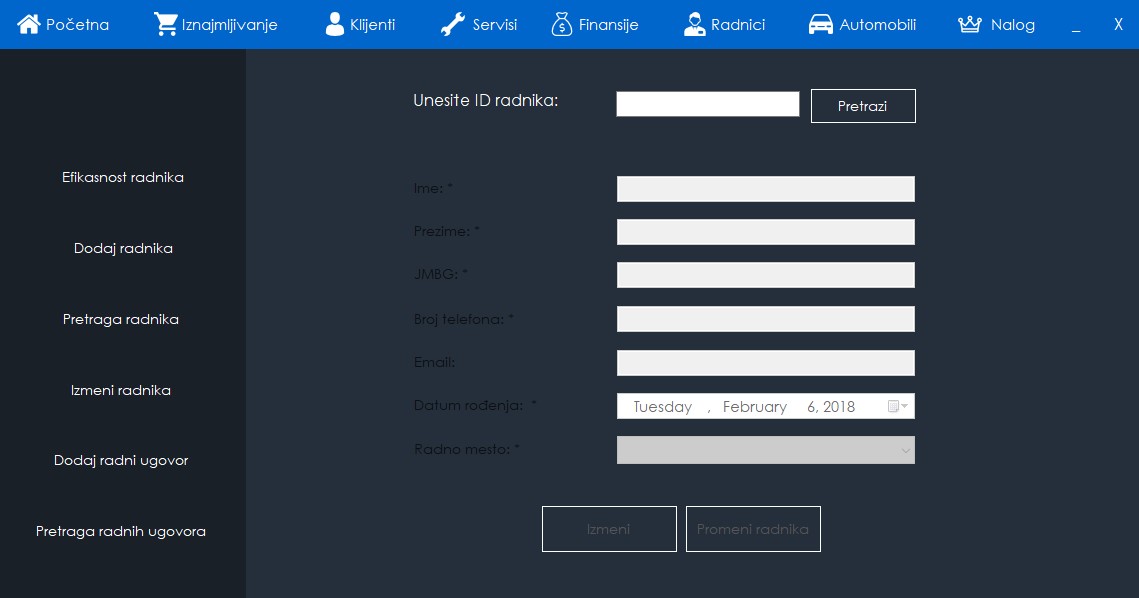 Početna Iznajmljivanje Klijenti Servisi $ Finansije Radnici Automobili Nalog _ X
Unesite ID radnika: Pretrazi
Efikasnost radnika
Dodaj radnika
Pretraga radnika
Izmeni radnika
Dodaj radni ugovor
Pretraga radnih ugovora
Ime: *
Prezime: *
JMBG: *
Broj telefona: *
Email:
Datum rođenja: * Tuesday , February 6, 2018
Radno mesto: *
Izmeni Promeni radnika